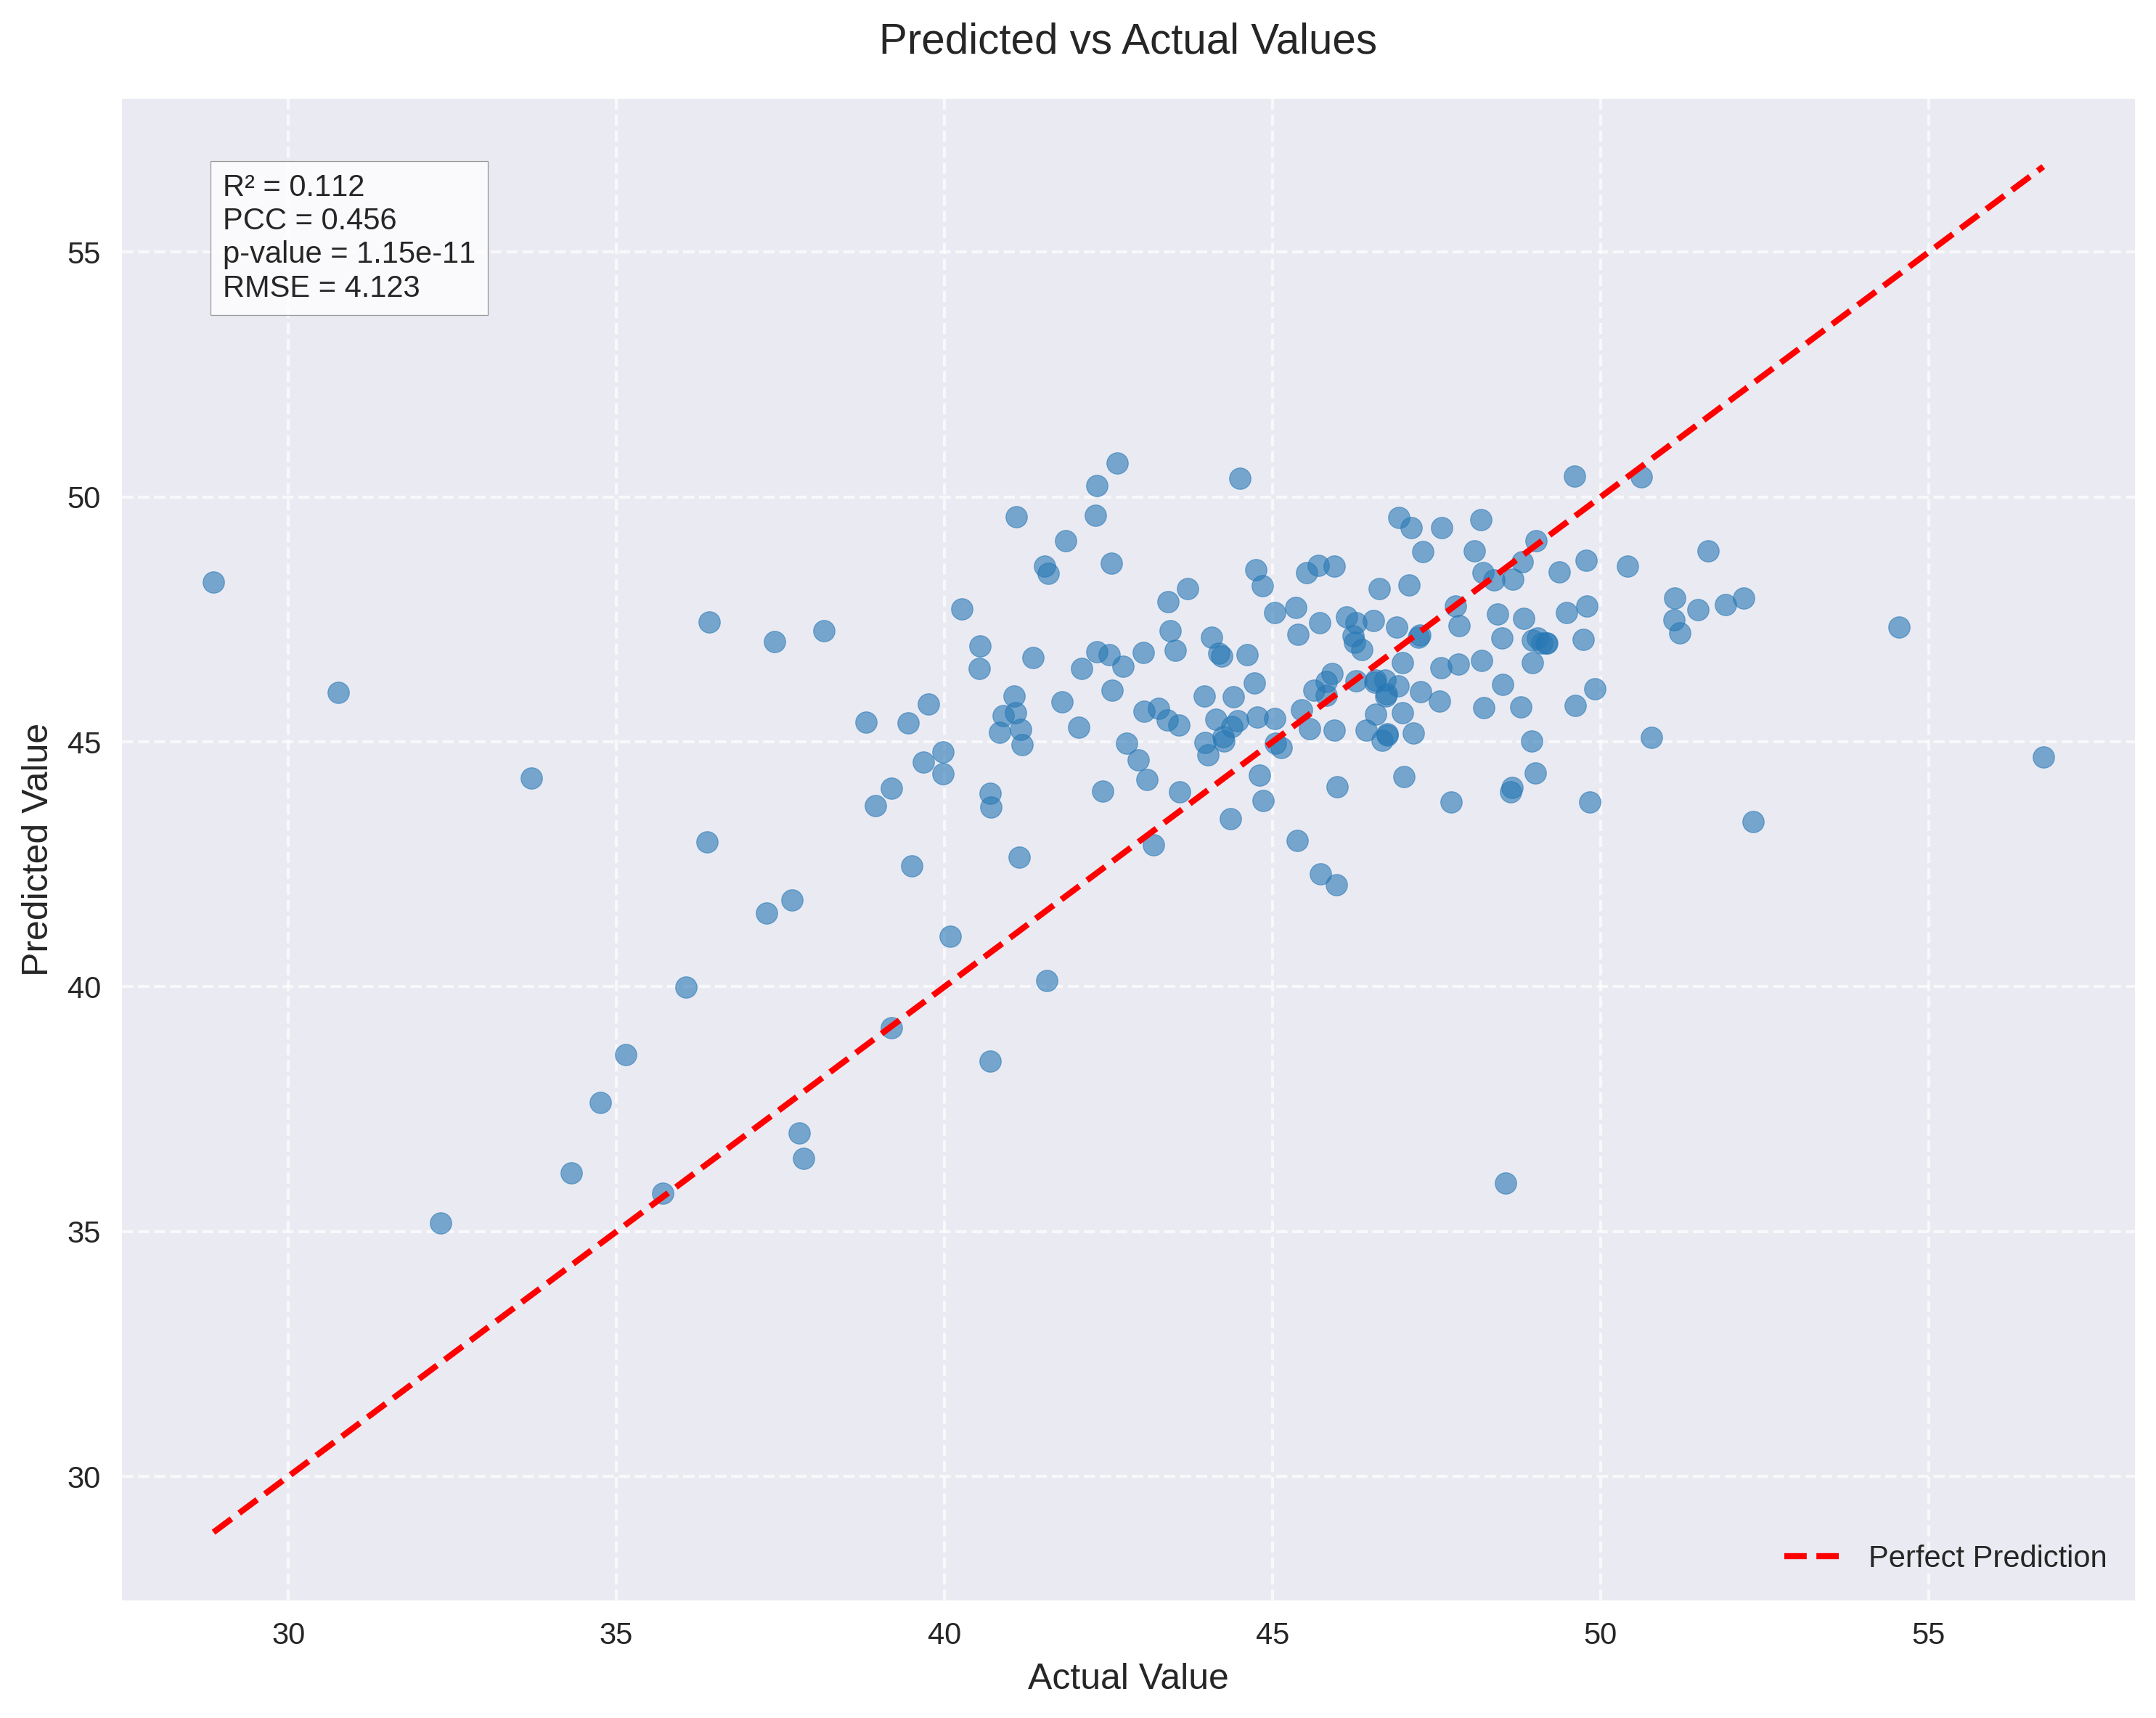 Predicted vs Actual Values
R² = 0.112
PCC = 0.456
p-value = 1.15e-11
RMSE = 4.123
55
50
45
40
35
30
Predicted Value
Perfect Prediction
30 35 40 45 50 55
Actual Value